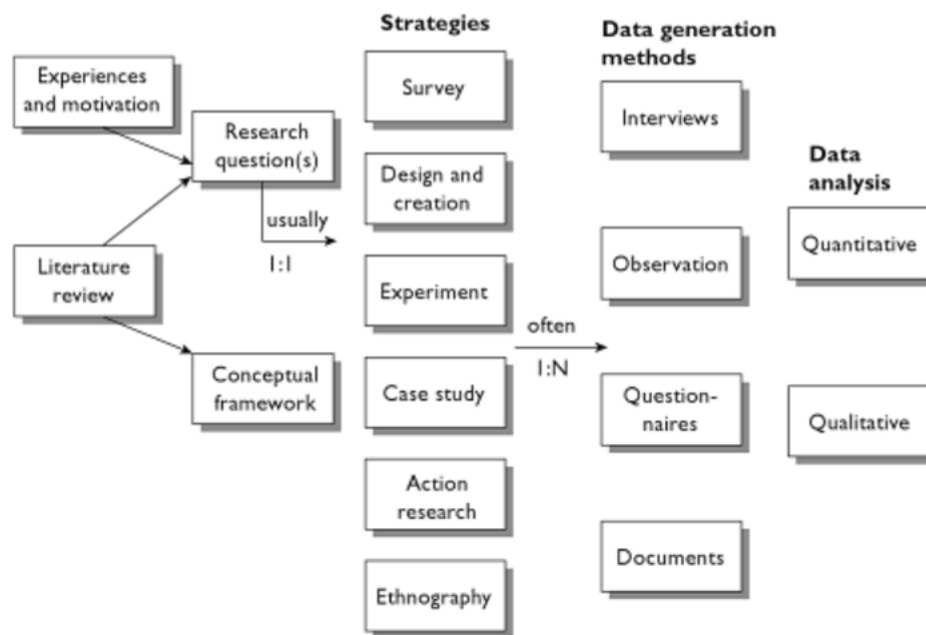 Experiences
and motivation
Literature
review
Research
question(s)
usually
1:1
Conceptual
framework
Strategies
Survey
Design and
creation
Experiment
Case study
Action
research
Ethnography
often
1:N
Data generation
methods
Interviews
Observation
Question-
naires
Documents
Data
analysis
Quantitative
Qualitative